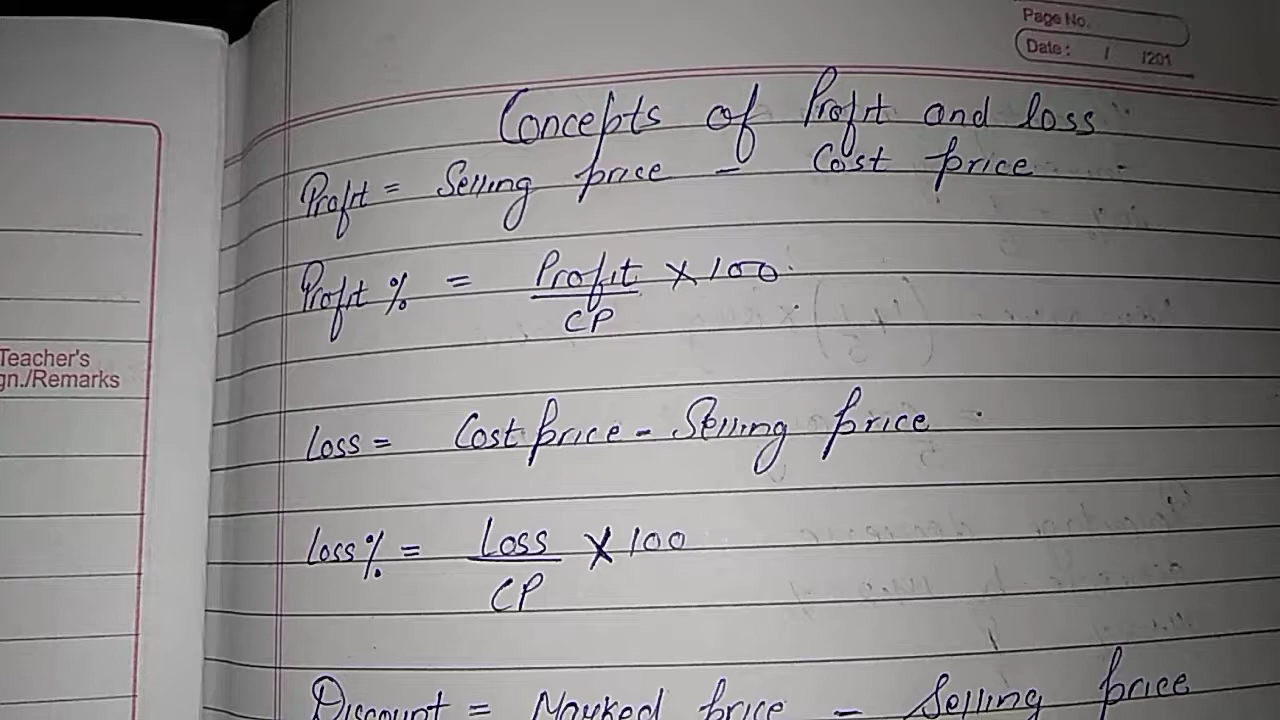 Page No.
Date: / /201
Concepts of Profit and loss
Profit = Selling price - Cost price
Profit % = Profit × 100
CP
Teacher's
gn./Remarks
Loss = Cost price - Selling price
Loss % = Loss × 100
CP
Discount = Marked price - Selling price